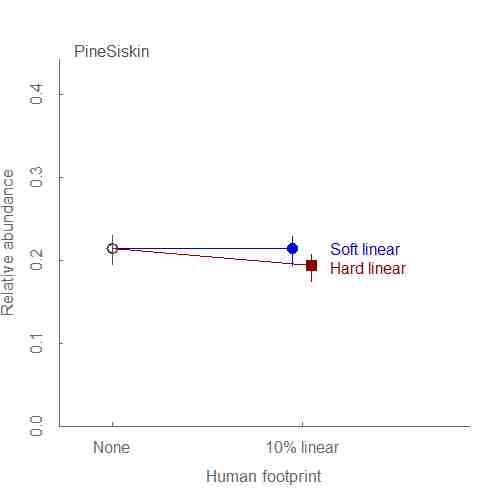 PineSiskin
Relative abundance
0.4
0.3
0.2
0.1
0.0
Soft linear
Hard linear
None
10% linear
Human footprint